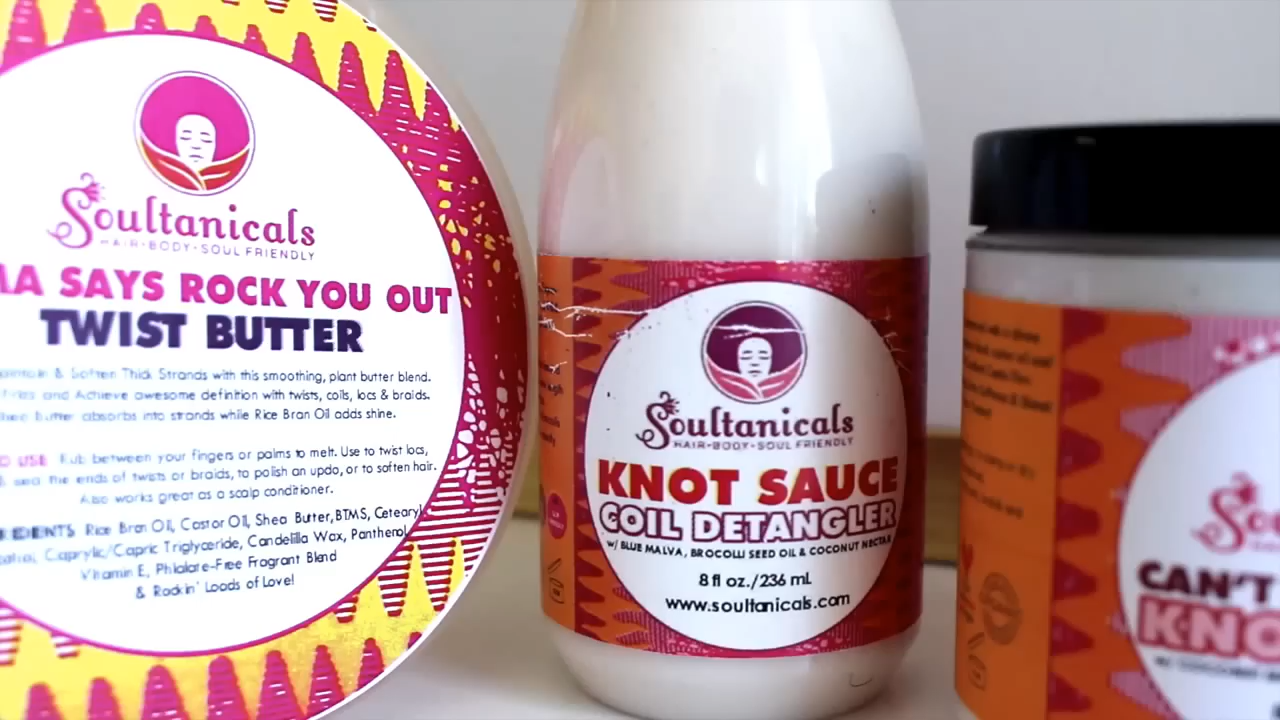 Soultanicals
HAIR•BODY•SOUL FRIENDLY
SAYS ROCK YOU OUT
TWIST BUTTER
& Soften Thick Strands with this smoothing, plant butter blend.
and Achieve awesome definition with twists, coils, locs & braids.
Butter absorbs into strands while Rice Bran Oil adds shine.
USE Rub between your fingers or palms to melt. Use to twist locs,
seal the ends of twists or braids, to polish an updo, or to soften hair.
Also works great as a scalp conditioner.
Rice Bran Oil, Castor Oil, Shea Butter, BTMS, Cetearyl
Caprylic/Capric Triglyceride, Candelilla Wax, Panthenol
Vitamin E, Phlalate-Free Fragrant Blend
& Rockin' Loads of Love!
Soultanicals
HAIR•BODY•SOUL FRIENDLY
KNOT SAUCE
COIL DETANGLER
w/ BLUE MALVA, BROCOLLI SEED OIL & COCONUT NECTAR
8 fl oz./236 mL
www.soultanicals.com
CAN'T